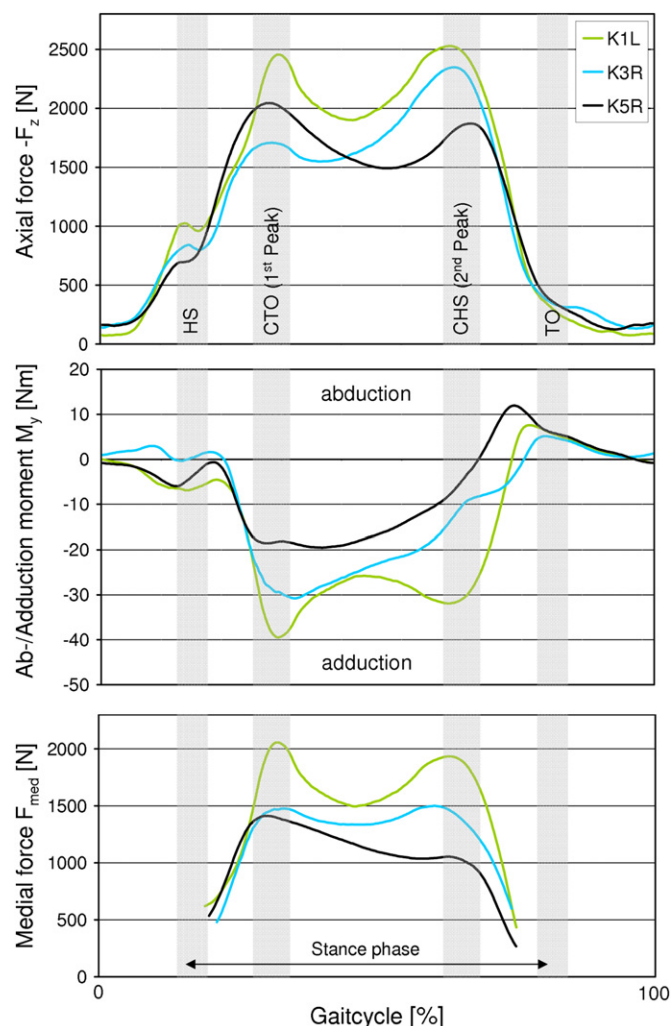 2500
2000
1500
1000
500
0
Axial force -Fz [N]
K1L
K3R
K5R
HS
CTO (1st Peak)
CHS (2nd Peak)
TO
20
10
0
-10
-20
-30
-40
-50
Ab-/Adduction moment My [Nm]
abduction
adduction
2000
1500
1000
500
0
Medial force Fmed [N]
Stance phase
0
100
Gaitcycle [%]